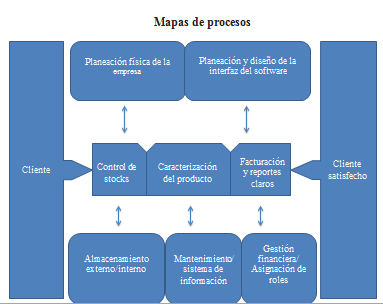 Mapas de procesos
Planeación física de la
empresa
Planeación y diseño de la
interfaz del software
Cliente
Control de
stocks
Caracterización
del producto
Facturación
y reportes
claros
Cliente
satisfecho
Almacenamiento
externo/interno
Mantenimiento/
sistema de
información
Gestión
financiera/
Asignación de
roles